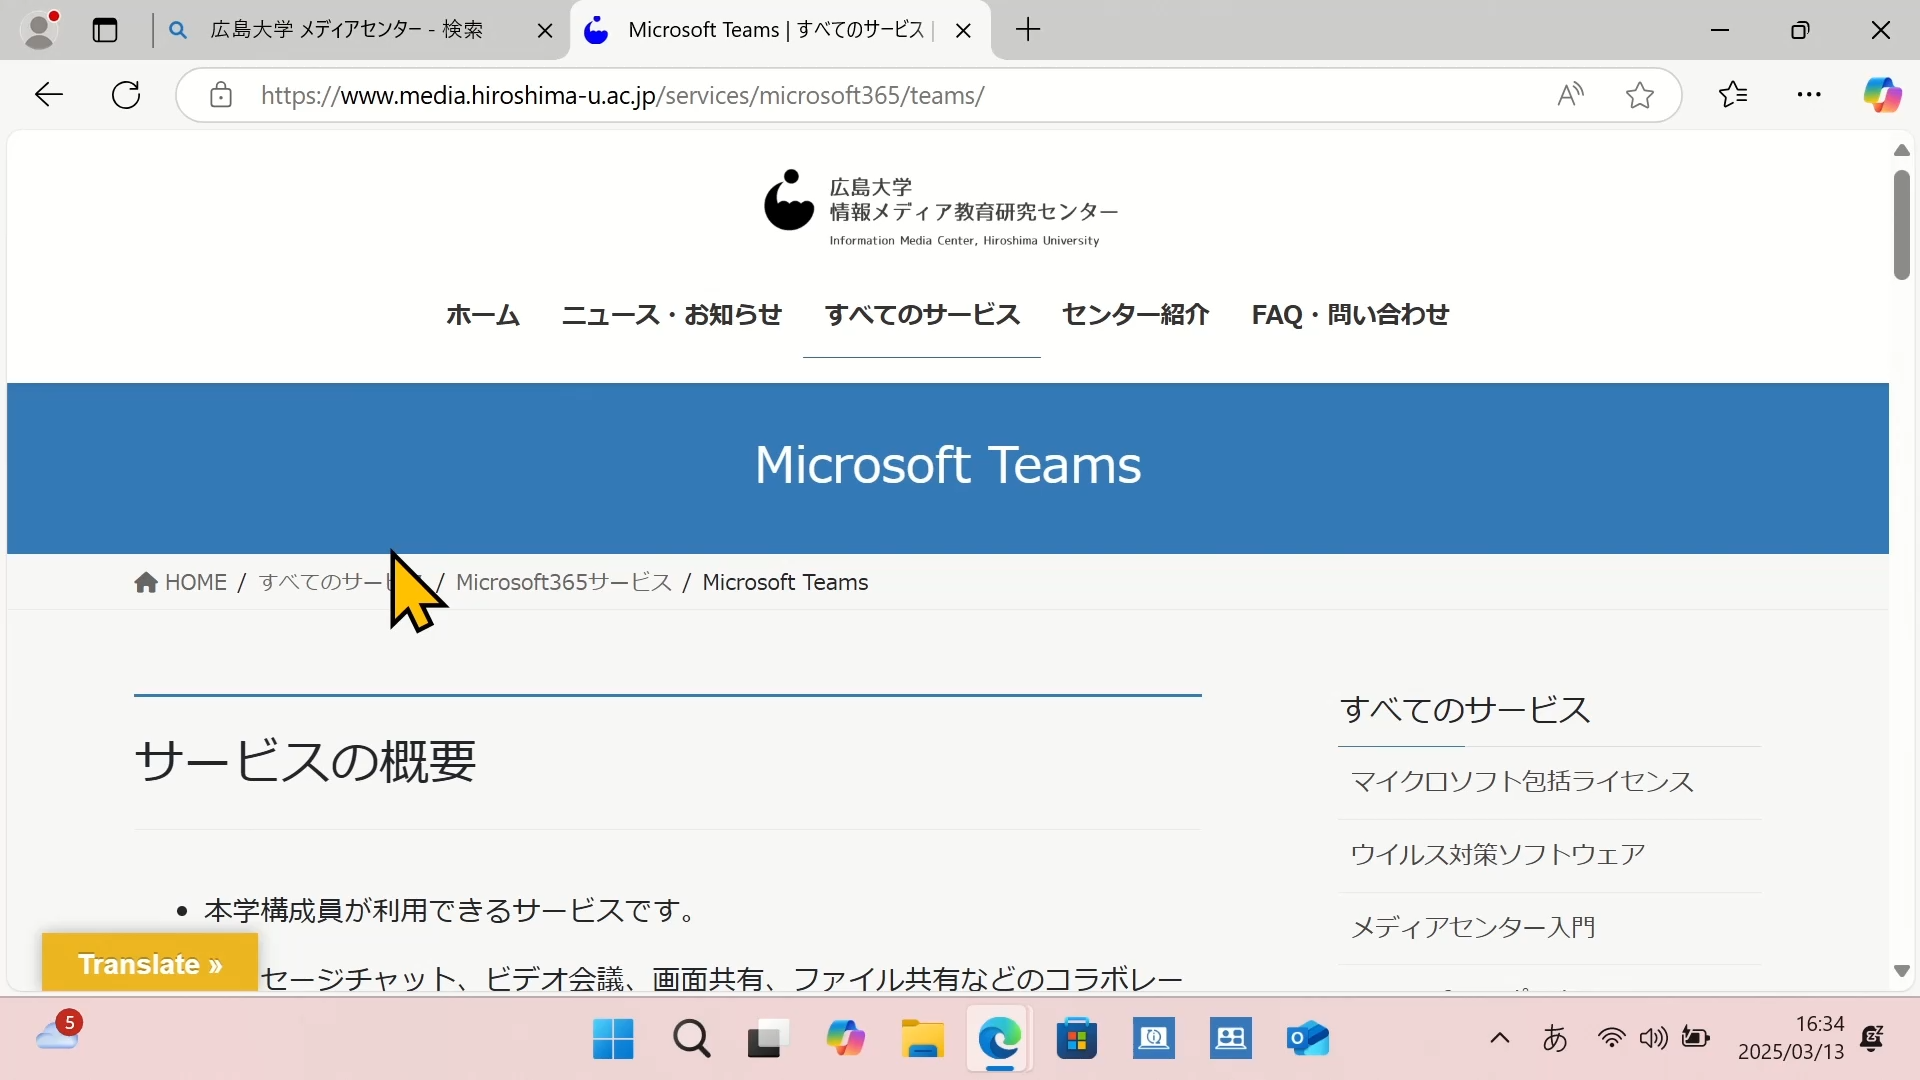 広島大学 メディアセンター - 検索
Microsoft Teams | すべてのサービス |
https://www.media.hiroshima-u.ac.jp/services/microsoft365/teams/
広島大学
情報メディア教育研究センター
Information Media Center, Hiroshima University
ホーム ニュース・お知らせ すべてのサービス センター紹介 FAQ・問い合わせ
Microsoft Teams
HOME / すべてのサー / Microsoft365サービス / Microsoft Teams
サービスの概要
すべてのサービス
マイクロソフト包括ライセンス
ウイルス対策ソフトウェア
メディアセンター入門
• 本学構成員が利用できるサービスです。
セージチャット、ビデオ会議、画面共有、ファイル共有などのコラボレー
Translate »
5
あ
16:34
2025/03/13